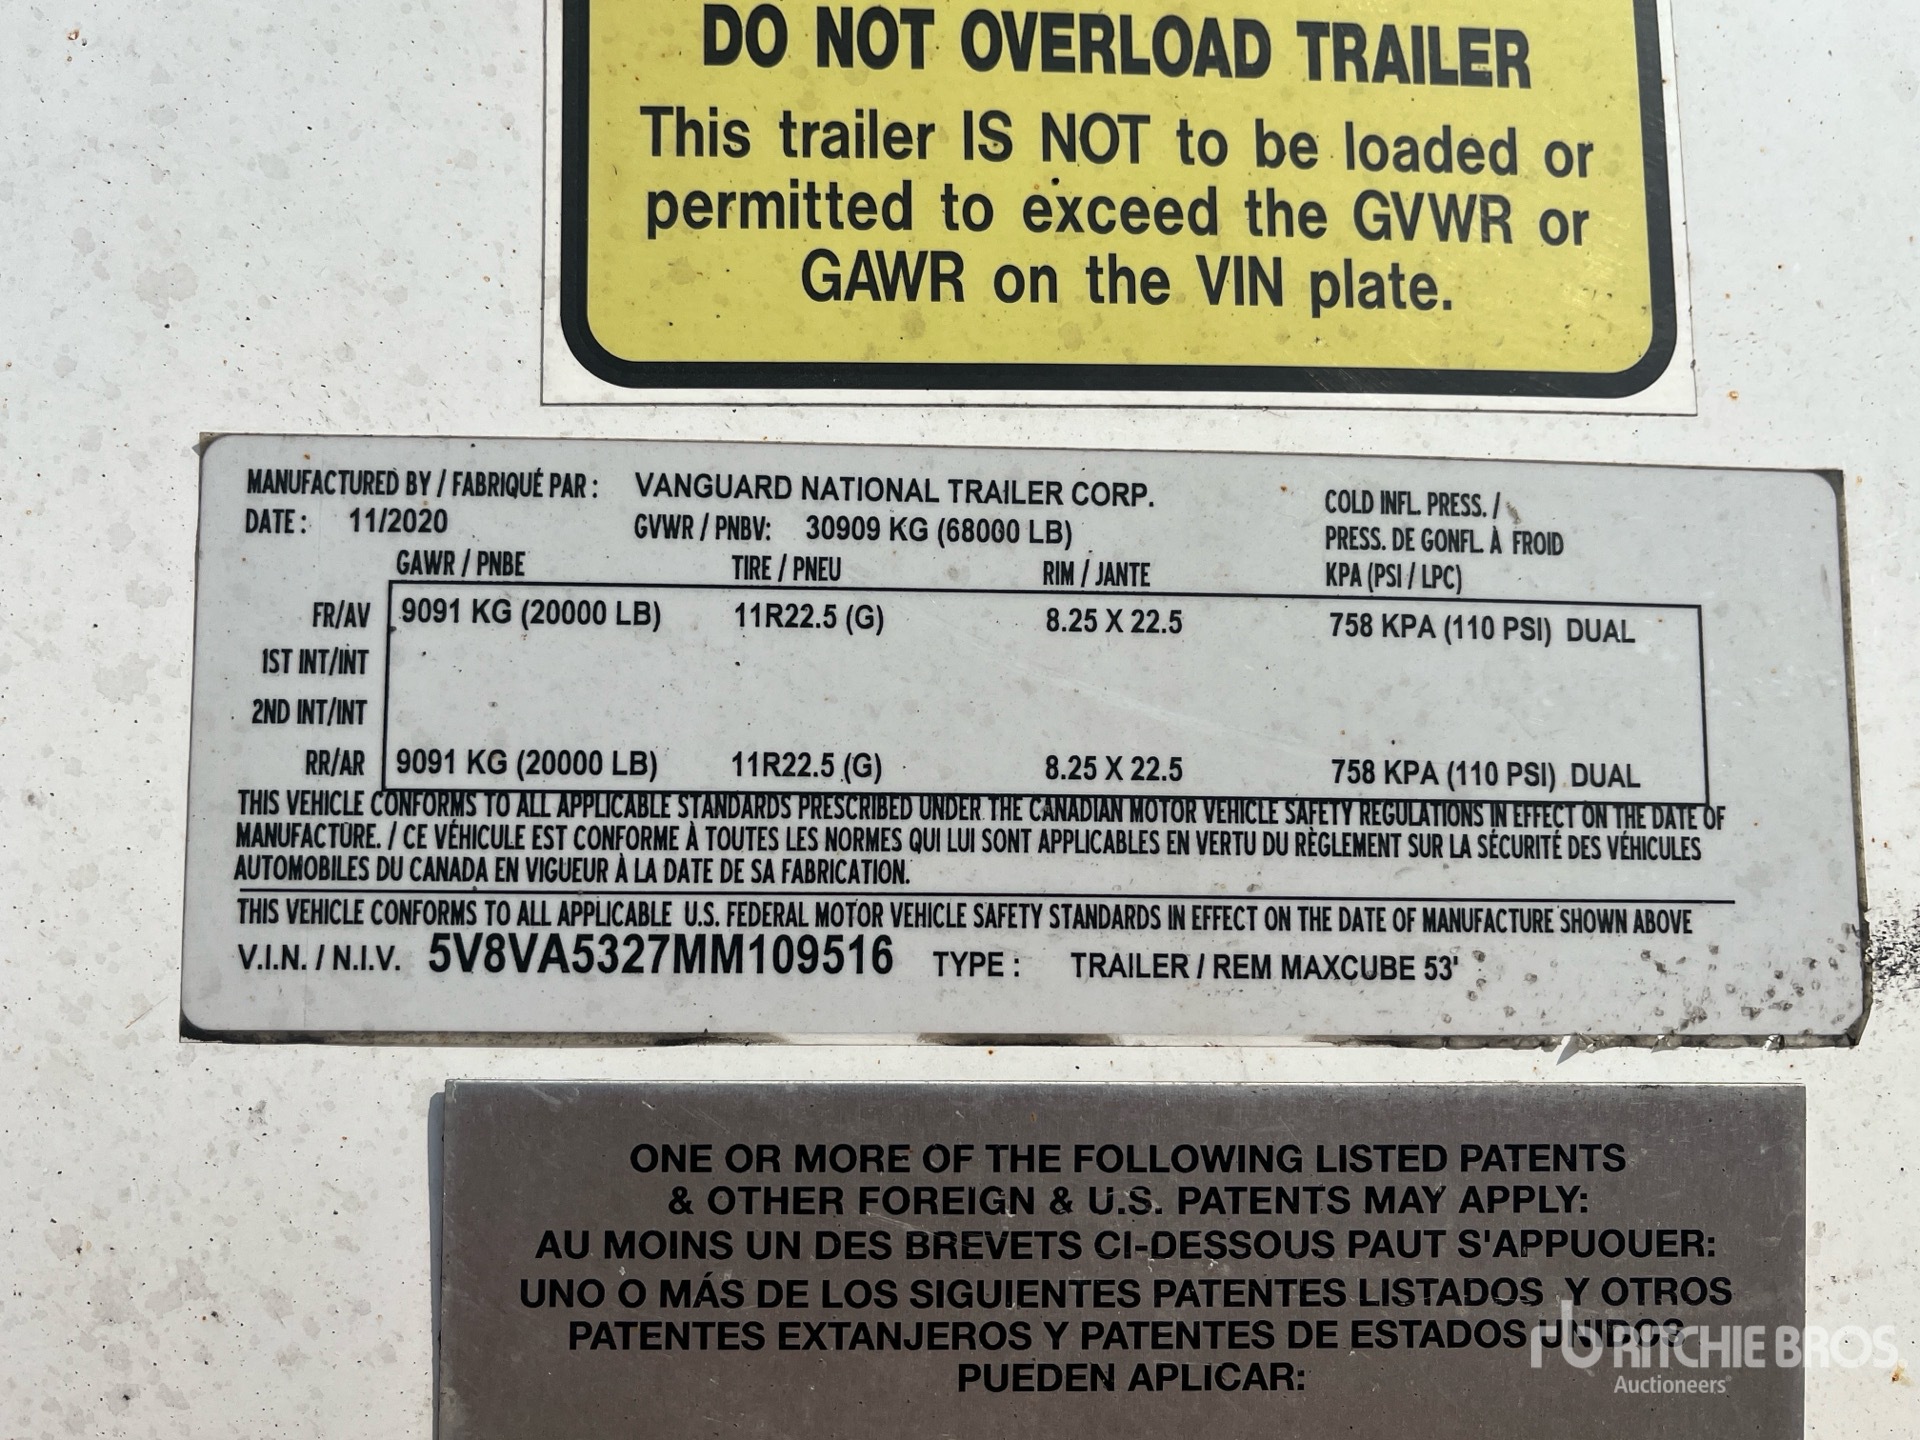 DO NOT OVERLOAD TRAILER
This trailer IS NOT to be loaded or
permitted to exceed the GVWR or
GAWR on the VIN plate.
MANUFACTURED BY / FABRIQUÉ PAR : VANGUARD NATIONAL TRAILER CORP.
DATE : 11/2020 GVWR / PNBV: 30909 KG (68000 LB)
COLD INFL. PRESS. /
PRESS. DE GONFL. À FROID
GAWR / PNBE TIRE / PNEU RIM / JANTE KPA (PSI / LPC)
FR/AV 9091 KG (20000 LB) 11R22.5 (G) 8.25 X 22.5 758 KPA (110 PSI) DUAL
1ST INT/INT
2ND INT/INT
RR/AR 9091 KG (20000 LB) 11R22.5 (G) 8.25 X 22.5 758 KPA (110 PSI) DUAL
THIS VEHICLE CONFORMS TO ALL APPLICABLE STANDARDS PRESCRIBED UNDER THE CANADIAN MOTOR VEHICLE SAFETY REGULATIONS IN EFFECT ON THE DATE OF
MANUFACTURE. / CE VÉHICULE EST CONFORME À TOUTES LES NORMES QUI LUI SONT APPLICABLES EN VERTU DU RÈGLEMENT SUR LA SÉCURITÉ DES VÉHICULES
AUTOMOBILES DU CANADA EN VIGUEUR À LA DATE DE SA FABRICATION.
THIS VEHICLE CONFORMS TO ALL APPLICABLE U.S. FEDERAL MOTOR VEHICLE SAFETY STANDARDS IN EFFECT ON THE DATE OF MANUFACTURE SHOWN ABOVE
V.I.N. / N.I.V. 5V8VA5327MM109516 TYPE : TRAILER / REM MAXCUBE 53'
ONE OR MORE OF THE FOLLOWING LISTED PATENTS
& OTHER FOREIGN & U.S. PATENTS MAY APPLY:
AU MOINS UN DES BREVETS CI-DESSOUS PAUT S'APPUOUER:
UNO O MÁS DE LOS SIGUIENTES PATENTES LISTADOS Y OTROS
PATENTES EXTANJEROS Y PATENTES DE ESTADOS UNIDOS
PUEDEN APLICAR:
rb RITCHIE BROS.
Auctioneers